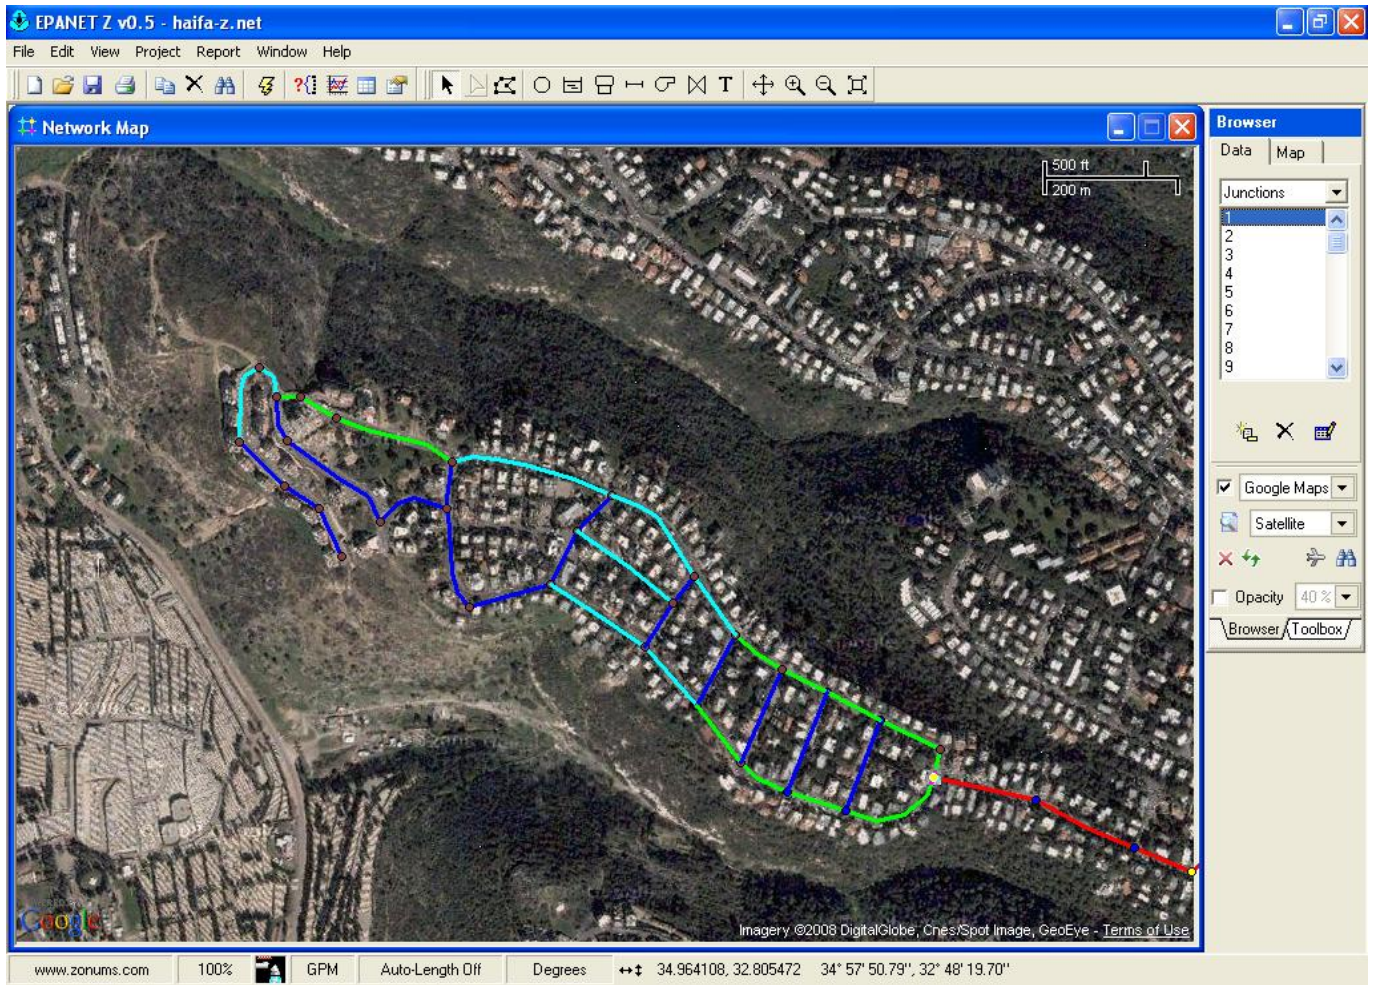 EPANET Z v0.5 - haifa-z.net
File Edit View Project Report Window Help
T
Network Map
500 ft
200 m
Browser
Data Map
Junctions
1
2
3
4
5
6
7
8
9
Google Maps
Satellite
Opacity 40 %
Browser Toolbox
Google
Imagery ©2008 DigitalGlobe, Cnes/Spot Image, GeoEye - Terms of Use
www.zonums.com 100% GPM Auto-Length Off Degrees 34.964108, 32.805472 34° 57' 50.79'', 32° 48' 19.70''